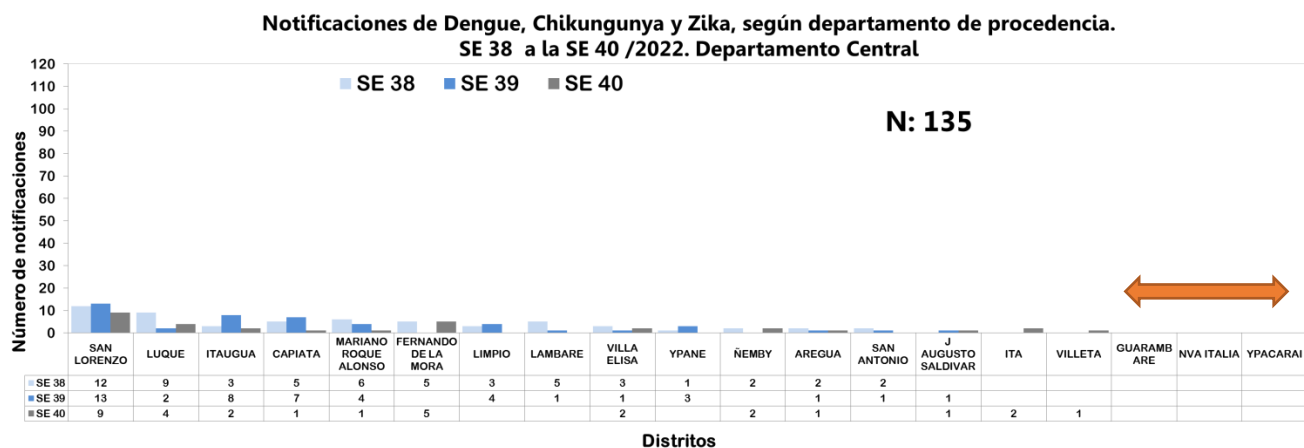 Notificaciones de Dengue, Chikungunya y Zika, según departamento de procedencia.
SE 38 a la SE 40 /2022. Departamento Central
SE 38 SE 39 SE 40
N: 135
Número de notificaciones
120
110
100
90
80
70
60
50
40
30
20
10
0
SAN LORENZO LUQUE ITAUGUA CAPIATA MARIANO ROQUE ALONSO FERNANDO DE LA MORA LIMPIO LAMBARE VILLA ELISA YPANE ÑEMBY AREGUA SAN ANTONIO J AUGUSTO SALDIVAR ITA VILLETA GUARAMB ARE NVA ITALIA YPACARAI
SE 38 12 9 3 5 6 5 3 5 3 1 2 2 2
SE 39 13 2 8 7 4 4 1 1 3 1 1 1
SE 40 9 4 2 1 1 5 2 2 1 1 2 1
Distritos